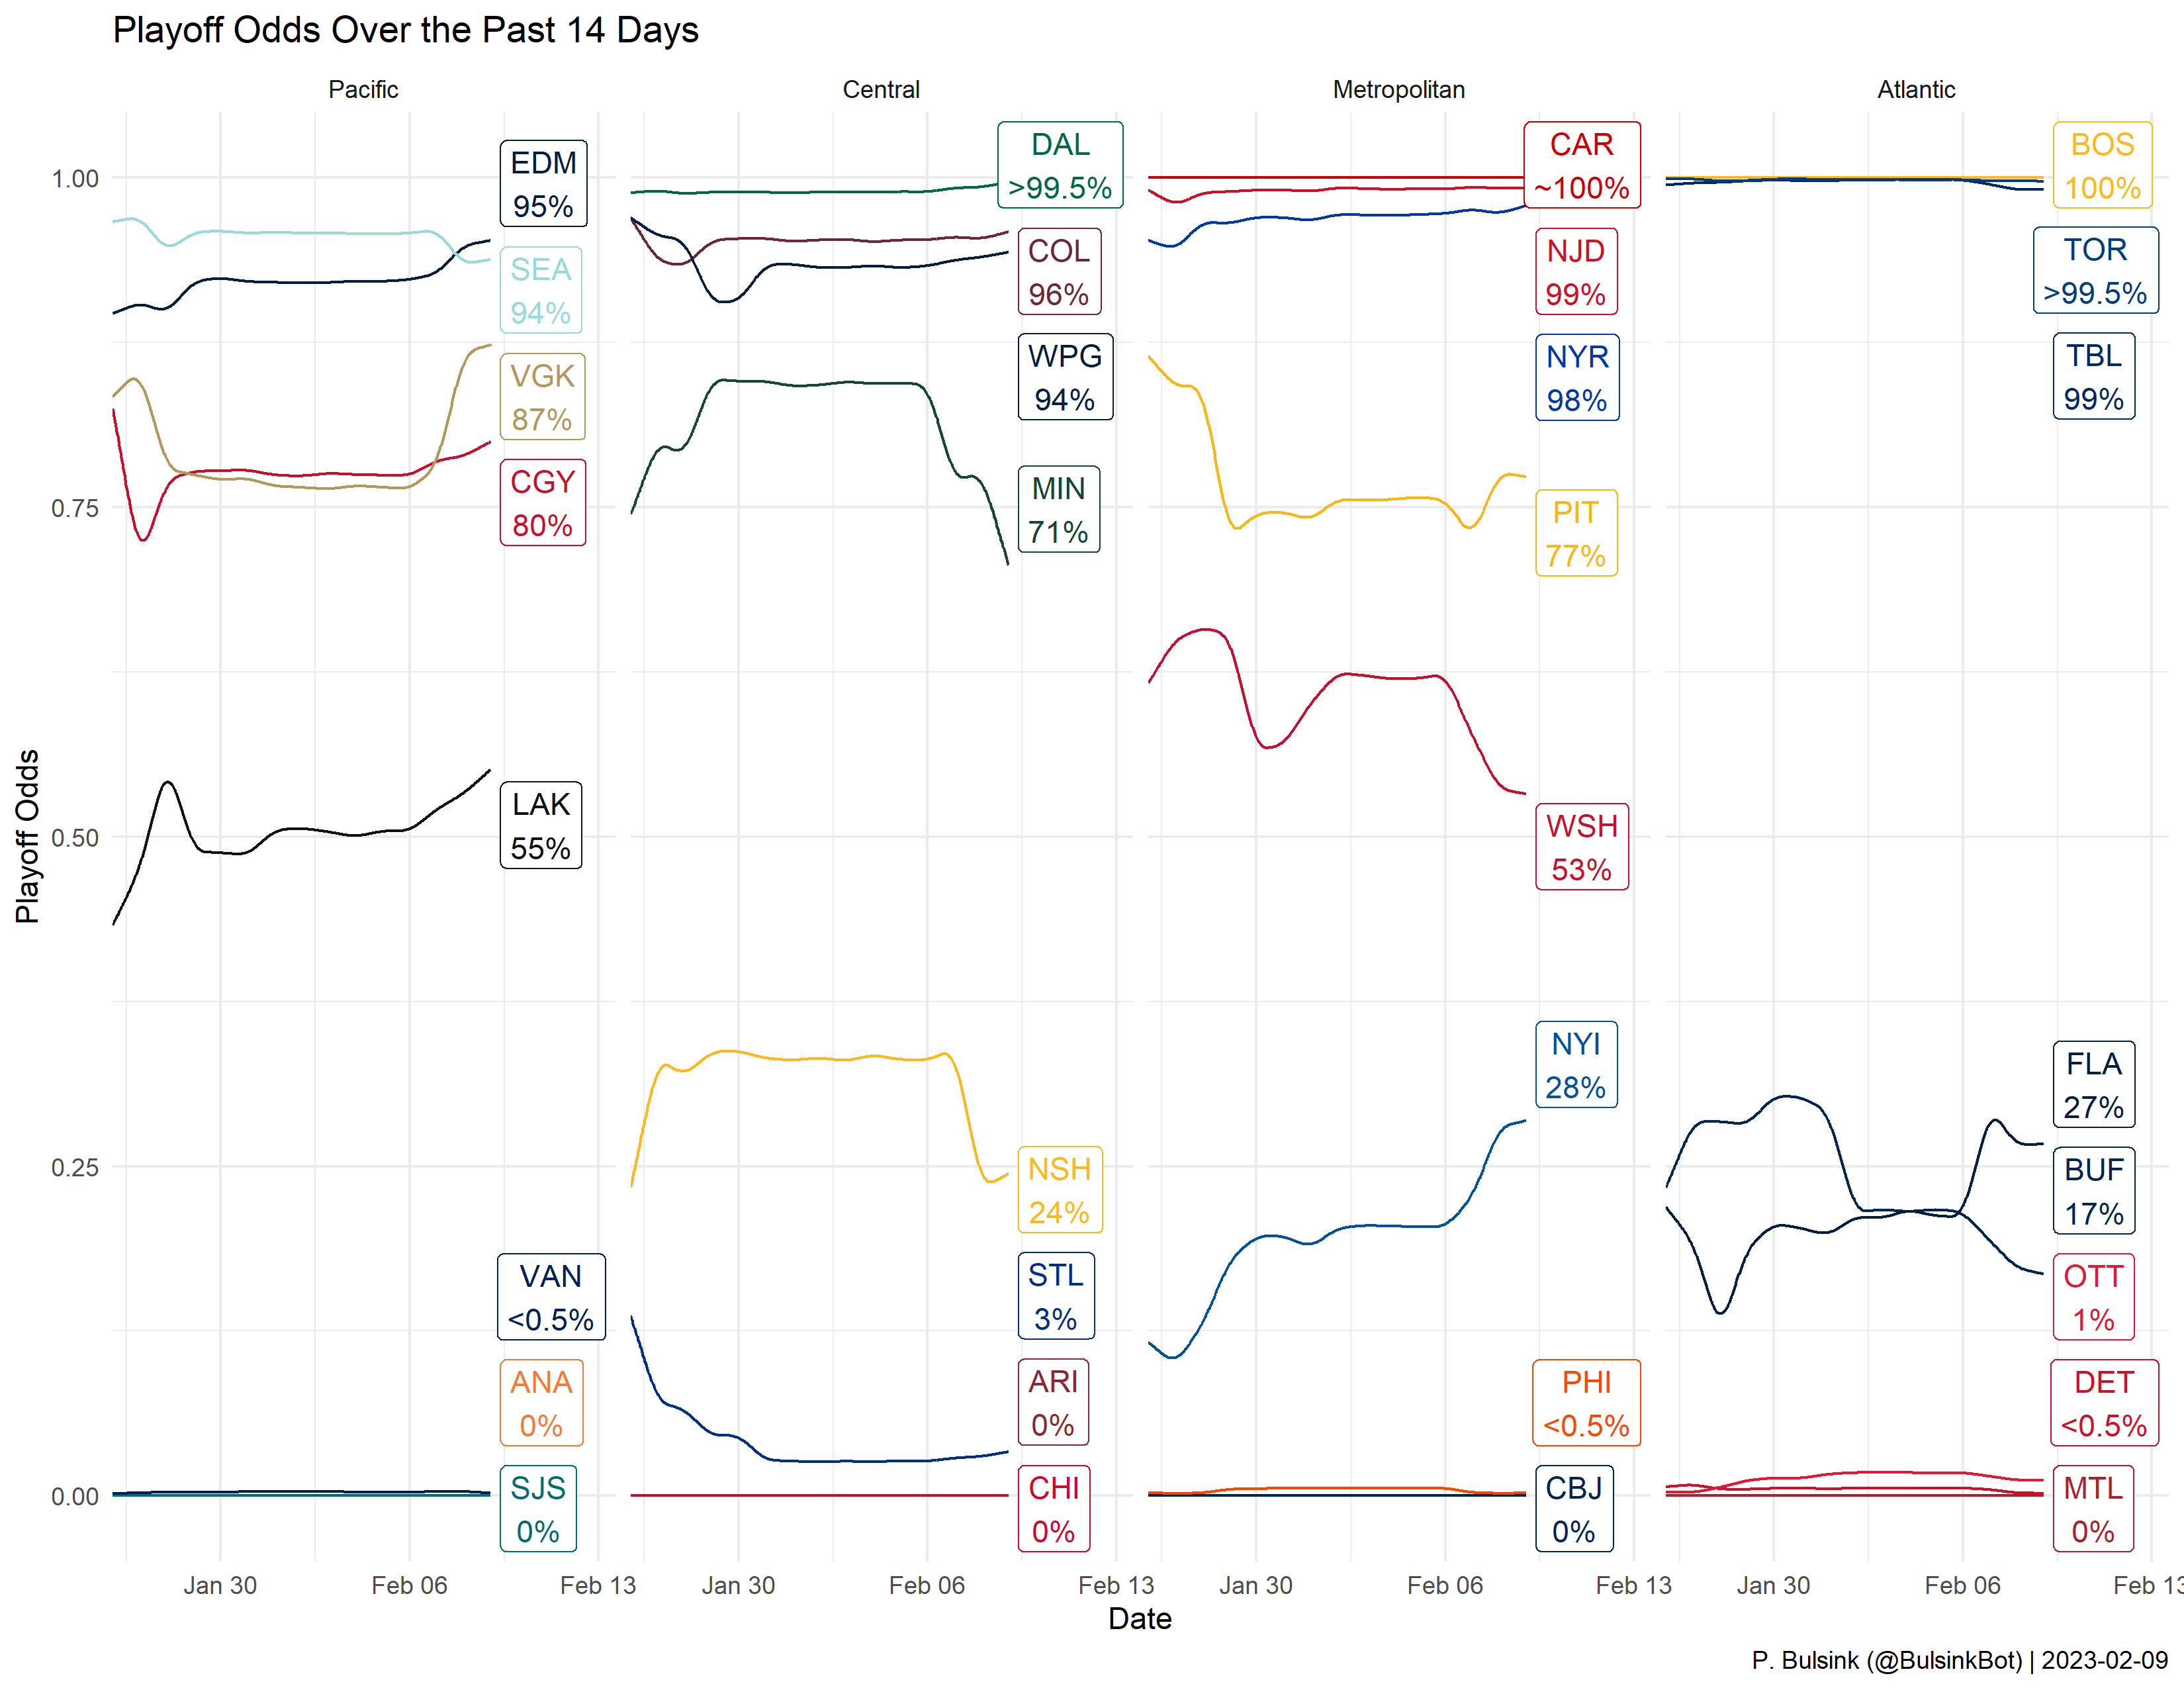 Playoff Odds Over the Past 14 Days
Pacific
Central
Metropolitan
Atlantic
Playoff Odds
1.00
0.75
0.50
0.25
0.00
EDM
95%
SEA
94%
VGK
87%
CGY
80%
LAK
55%
VAN
<0.5%
ANA
0%
SJS
0%
DAL
>99.5%
COL
96%
WPG
94%
MIN
71%
NSH
24%
STL
3%
ARI
0%
CHI
0%
CAR
~100%
NJD
99%
NYR
98%
PIT
77%
WSH
53%
NYI
28%
PHI
<0.5%
CBJ
0%
BOS
100%
TOR
>99.5%
TBL
99%
FLA
27%
BUF
17%
OTT
1%
DET
<0.5%
MTL
0%
Jan 30 Feb 06 Feb 13 Jan 30 Feb 06 Feb 13 Jan 30 Feb 06 Feb 13 Jan 30 Feb 06 Feb 13
Date
P. Bulsink (@BulsinkBot) | 2023-02-09